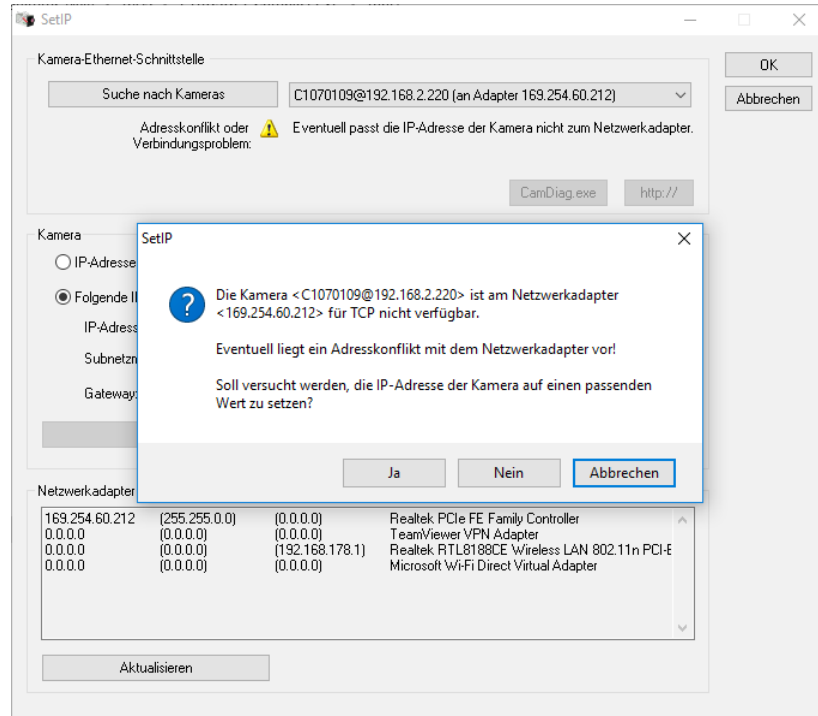 SetIP
Kamera-Ethernet-Schnittstelle
OK
Suche nach Kameras
C1070109@192.168.2.220 (an Adapter 169.254.60.212)
Abbrechen
Adresskonflikt oder
Verbindungsproblem:
Eventuell passt die IP-Adresse der Kamera nicht zum Netzwerkadapter.
CamDiag.exe
http://
Kamera
IP-Adresse
Folgende
IP-Adress
Subnetzn
Gateway:
SetIP
Die Kamera <C1070109@192.168.2.220> ist am Netzwerkadapter
<169.254.60.212> für TCP nicht verfügbar.
Eventuell liegt ein Adresskonflikt mit dem Netzwerkadapter vor!
Soll versucht werden, die IP-Adresse der Kamera auf einen passenden
Wert zu setzen?
Ja
Nein
Abbrechen
Netzwerkadapter
169.254.60.212 (255.255.0.0) (0.0.0.0) Realtek PCIe FE Family Controller
0.0.0.0 (0.0.0.0) (0.0.0.0) TeamViewer VPN Adapter
0.0.0.0 (0.0.0.0) (192.168.178.1) Realtek RTL8188CE Wireless LAN 802.11n PCI-E
0.0.0.0 (0.0.0.0) (0.0.0.0) Microsoft Wi-Fi Direct Virtual Adapter
Aktualisieren